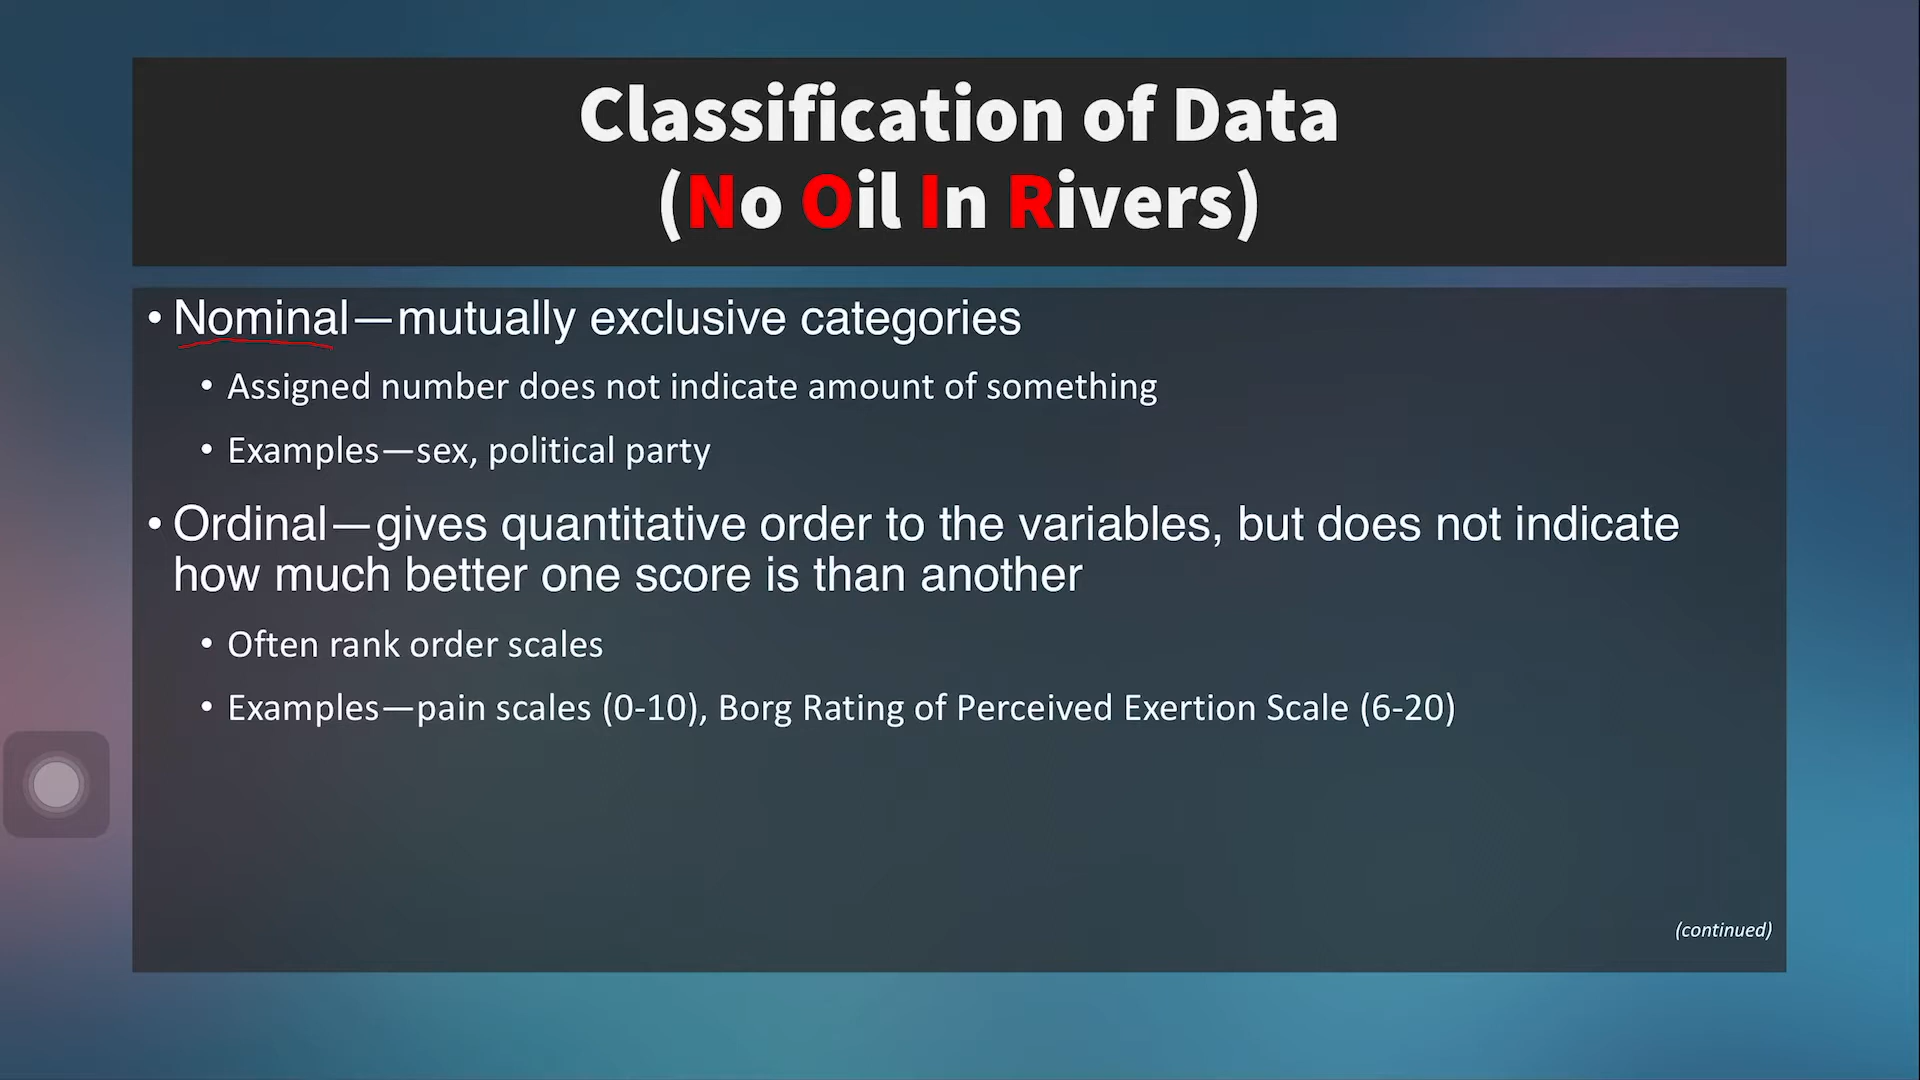 Classification of Data
(No Oil In Rivers)
• Nominal—mutually exclusive categories
• Assigned number does not indicate amount of something
• Examples—sex, political party
• Ordinal—gives quantitative order to the variables, but does not indicate
how much better one score is than another
• Often rank order scales
• Examples—pain scales (0-10), Borg Rating of Perceived Exertion Scale (6-20)
(continued)